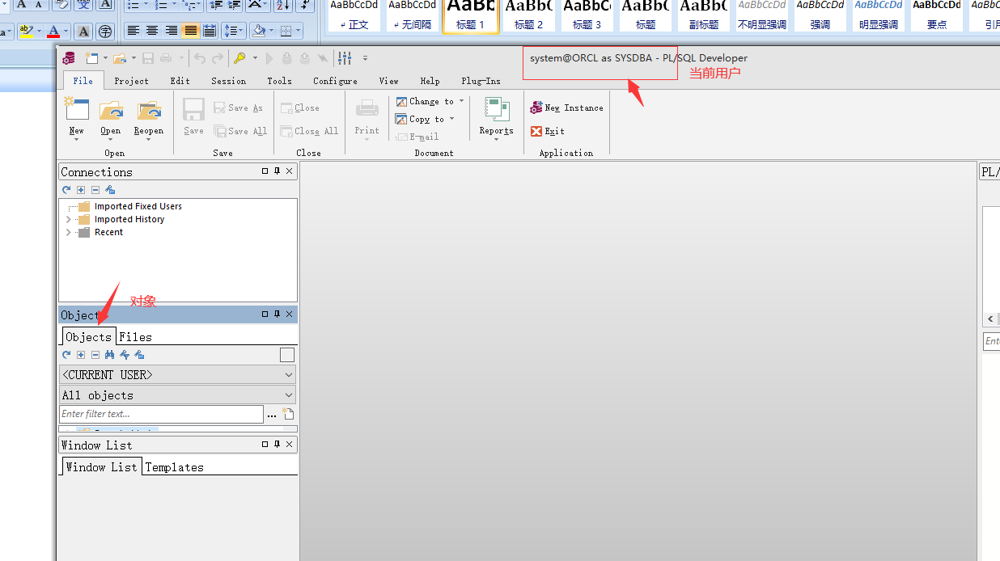 AaBbCcDd AaBbCcDd AaBb AaBbC AaBbC AaBbC AaBbC AaBbCcDd AaBbCcDd AaBbCcDd AaBbCcDd
正文 无间隔 标题 1 标题 2 标题 3 标题 副标题 不明显强调 强调 明显强调 要点
system@ORCL as SYSDBA - PL/SQL Developer
当前用户
File Project Edit Session Tools Configure View Help Plug-Ins
New Open Reopen
Open
Save Save As
Save All
Save
Close
Close All
Close
Print
Change to
Copy to
E-mail
Reports
Document
New Instance
Exit
Application
Connections
PL/
Imported Fixed Users
Imported History
Recent
对象
Object
Objects Files
<CURRENT USER>
All objects
Enter filter text...
Ent
Window List
Window List Templates